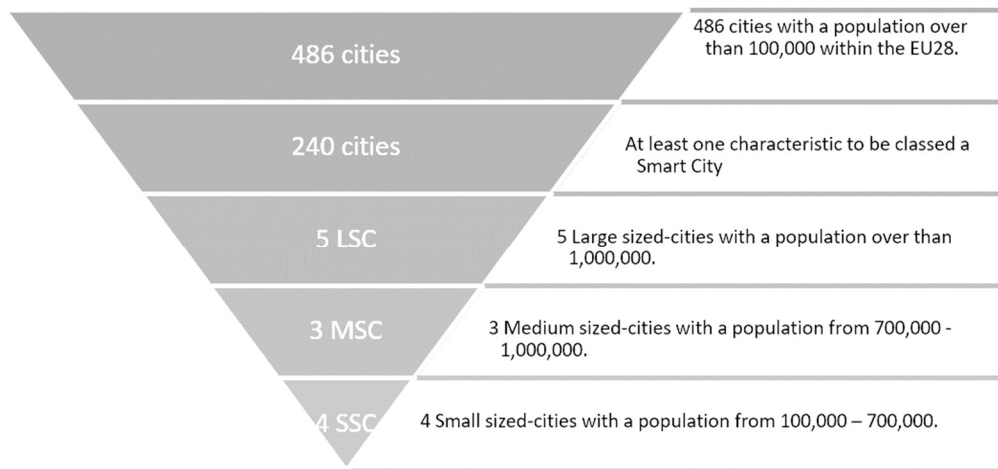 486 cities
486 cities with a population over
than 100,000 within the EU28.
240 cities
At least one characteristic to be classed a
Smart City
5 LSC
5 Large sized-cities with a population over than
1,000,000.
3 MSC
3 Medium sized-cities with a population from 700,000 -
1,000,000.
4 SSC
4 Small sized-cities with a population from 100,000 – 700,000.